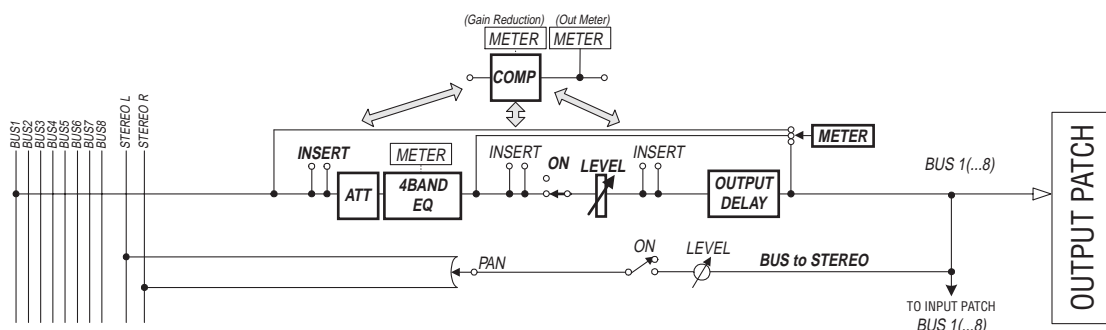 (Gain Reduction) (Out Meter)
METER METER
COMP
BUS1
BUS2
BUS3
BUS4
BUS5
BUS6
BUS7
BUS8
STEREO L
STEREO R
INSERT
METER
INSERT
ON
LEVEL
INSERT
METER
BUS 1(...8)
ATT
4BAND
EQ
OUTPUT
DELAY
OUTPUT PATCH
PAN
ON
LEVEL
BUS to STEREO
TO INPUT PATCH
BUS 1(...8)